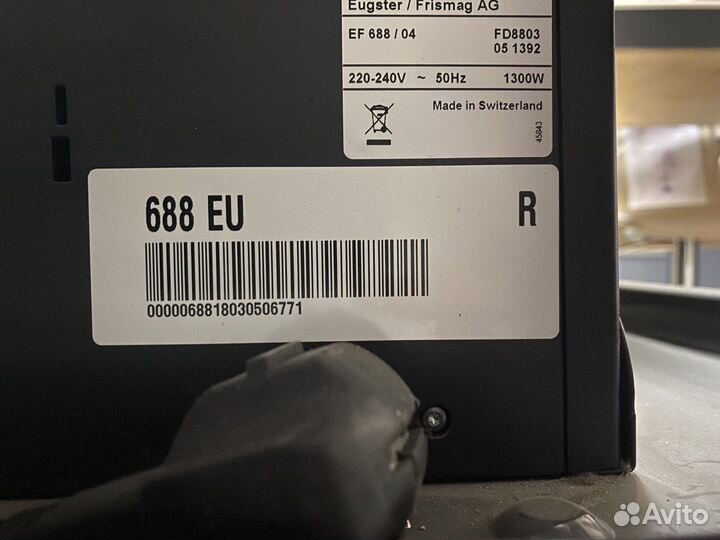 Eugster / Frismag AG
EF 688 / 04 FD8803
05 1392
220-240V ~ 50Hz 1300W
Made in Switzerland
45843
688 EU R
0000068818030506771
Avito